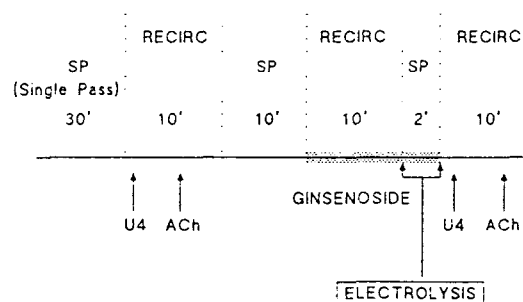 RECIRC RECIRC RECIRC
SP SP SP
(Single Pass)
30' 10' 10' 10' 2' 10'
GINSENOSIDE
U4 ACh U4 ACh
ELECTROLYSIS